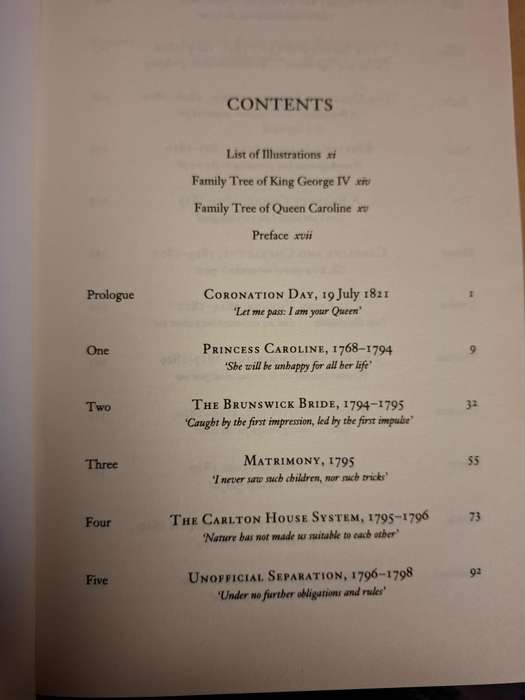 CONTENTS
List of Illustrations xi
Family Tree of King George IV xiv
Family Tree of Queen Caroline xv
Preface xvii
Prologue CORONATION DAY, 19 July 1821 1
'Let me pass: I am your Queen'
One PRINCESS CAROLINE, 1768–1794 9
'She will be unhappy for all her life'
Two THE BRUNSWICK BRIDE, 1794–1795 32
'Caught by the first impression, led by the first impulse'
Three MATRIMONY, 1795 55
'I never saw such children, nor such tricks'
Four THE CARLTON HOUSE SYSTEM, 1795–1796 73
'Nature has not made us suitable to each other'
Five UNOFFICIAL SEPARATION, 1796–1798 92
'Under no further obligations and rules'